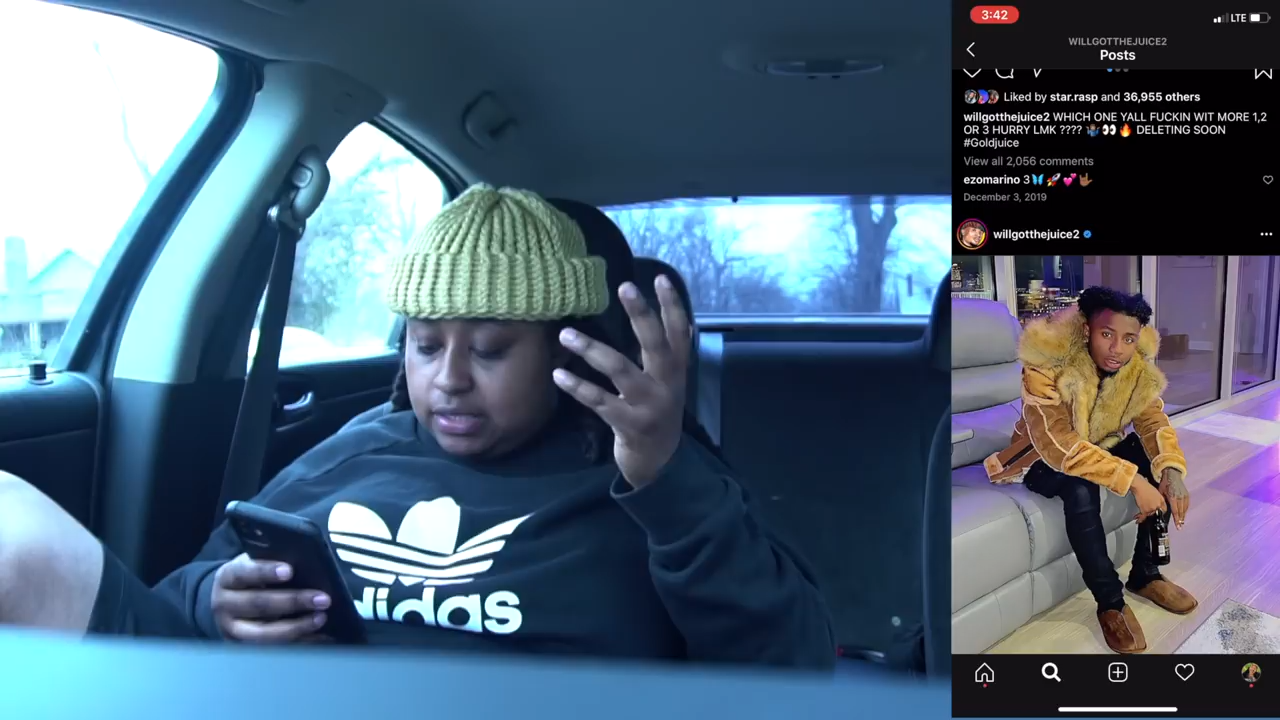 3:42
LTE
WILLGOTTHEJUICE2
Posts
Liked by star.rasp and 36,955 others
willgotthejuice2 WHICH ONE YALL FUCKIN WIT MORE 1,2
OR 3 HURRY LMK ???? 🤷🏾‍♂️👀🔥 DELETING SOON
#Goldjuice
View all 2,056 comments
ezomarino 3🦋🚀💞🤟🏾
December 3, 2019
willgotthejuice2
adidas